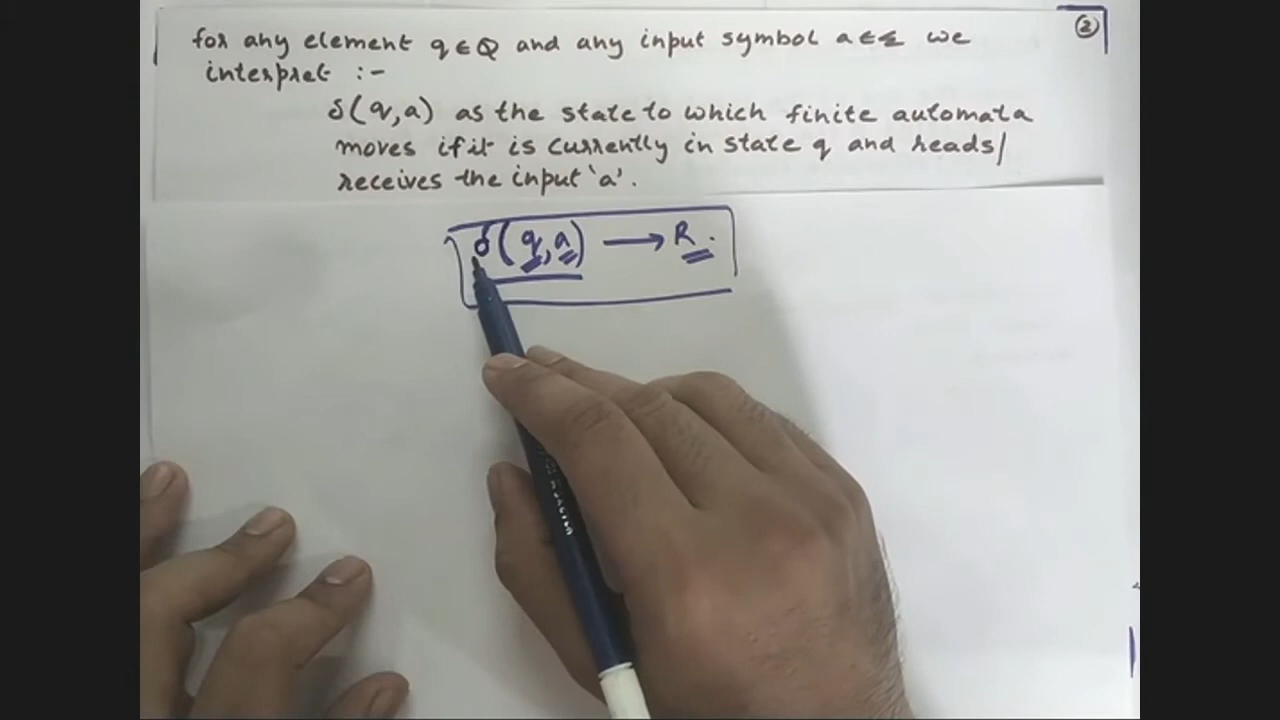 ②
for any element q ∈ Q and any input symbol a ∈ Σ we
interpret :-
δ(q,a) as the state to which finite automata
moves if it is currently in state q and reads/
receives the input 'a'.
δ(q,a) → R.